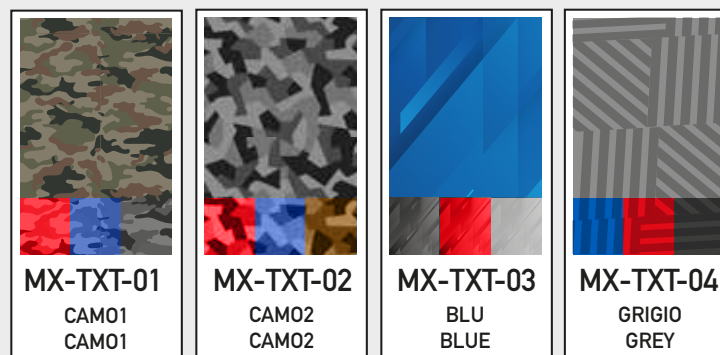 MX-TXT-01
CAMO1
CAMO1
MX-TXT-02
CAMO2
CAMO2
MX-TXT-03
BLU
BLUE
MX-TXT-04
GRIGIO
GREY